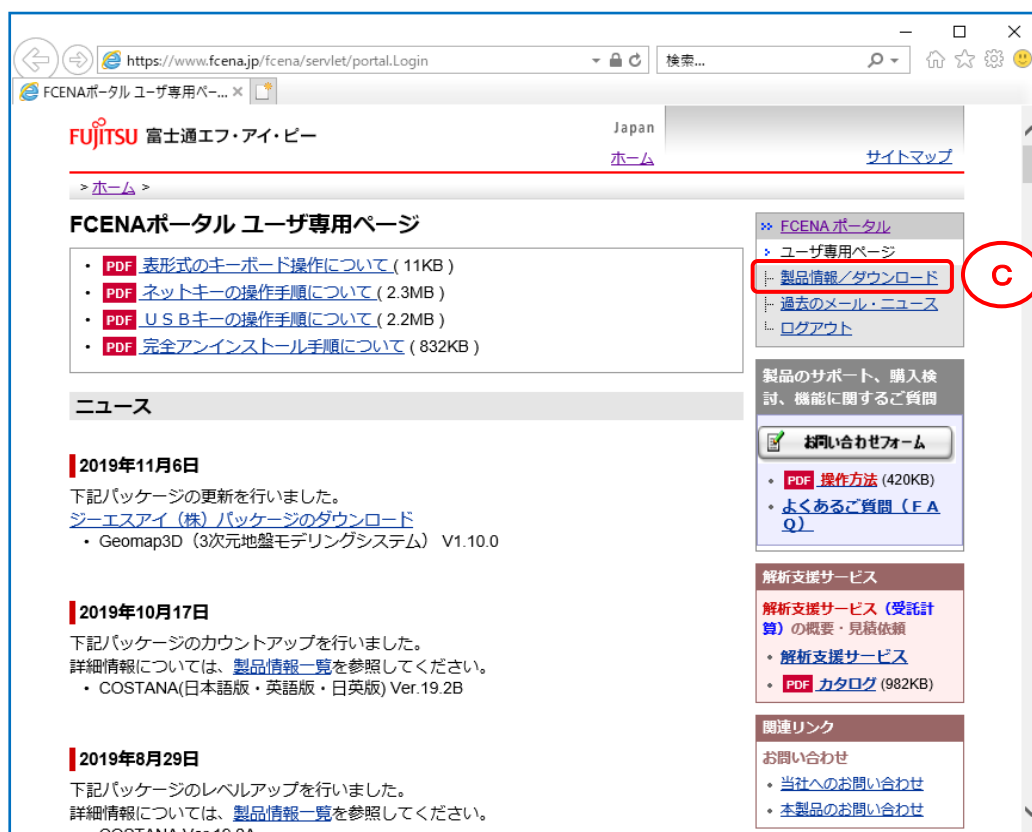 https://www.fcena.jp/fcena/servlet/portal.Login
検索...
FCENAポータル ユーザ専用ペー...
FUJITSU 富士通エフ・アイ・ピー
Japan
ホーム
サイトマップ
>ホーム >
FCENAポータル ユーザ専用ページ
・ PDF 表形式のキーボード操作について ( 11KB )
・ PDF ネットキーの操作手順について ( 2.3MB )
・ PDF ＵＳＢキーの操作手順について ( 2.2MB )
・ PDF 完全アンインストール手順について ( 832KB )
ニュース
2019年11月6日
下記パッケージの更新を行いました。
ジーエスアイ（株）パッケージのダウンロード
・ Geomap3D（3次元地盤モデリングシステム） V1.10.0
2019年10月17日
下記パッケージのカウントアップを行いました。
詳細情報については、製品情報一覧を参照してください。
・ COSTANA(日本語版・英語版・日英版) Ver.19.2B
2019年8月29日
下記パッケージのレベルアップを行いました。
詳細情報については、製品情報一覧を参照してください。
FCENA ポータル
ユーザ専用ページ
製品情報／ダウンロード
C
過去のメール・ニュース
ログアウト
製品のサポート、購入検
討、機能に関するご質問
お問い合わせフォーム
・ PDF 操作方法 (420KB)
・ よくあるご質問（ＦＡ
Ｑ）
解析支援サービス
解析支援サービス（受託計
算）の概要・見積依頼
・ 解析支援サービス
・ PDF カタログ (982KB)
関連リンク
お問い合わせ
・ 当社へのお問い合わせ
・ 本製品のお問い合わせ